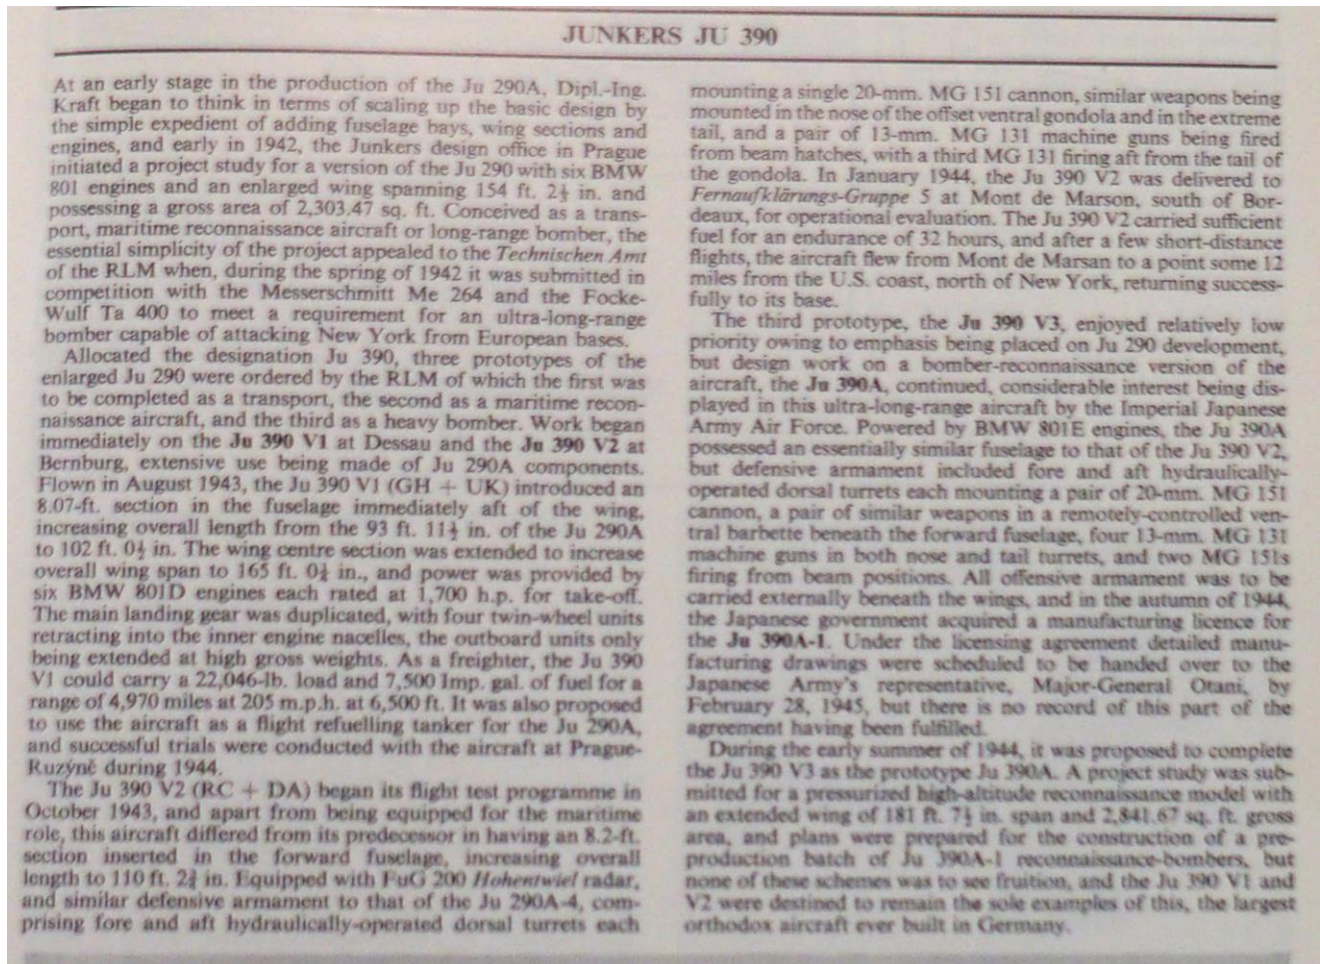 JUNKERS JU 390
At an early stage in the production of the Ju 290A, Dipl.-Ing.
Kraft began to think in terms of scaling up the basic design by
the simple expedient of adding fuselage bays, wing sections and
engines, and early in 1942, the Junkers design office in Prague
initiated a project study for a version of the Ju 290 with six BMW
801 engines and an enlarged wing spanning 154 ft. 2½ in. and
possessing a gross area of 2,303.47 sq. ft. Conceived as a trans-
port, maritime reconnaissance aircraft or long-range bomber, the
essential simplicity of the project appealed to the Technischen Amt
of the RLM when, during the spring of 1942 it was submitted in
competition with the Messerschmitt Me 264 and the Focke-
Wulf Ta 400 to meet a requirement for an ultra-long-range
bomber capable of attacking New York from European bases.
Allocated the designation Ju 390, three prototypes of the
enlarged Ju 290 were ordered by the RLM of which the first was
to be completed as a transport, the second as a maritime recon-
naissance aircraft, and the third as a heavy bomber. Work began
immediately on the Ju 390 V1 at Dessau and the Ju 390 V2 at
Bernburg, extensive use being made of Ju 290A components.
Flown in August 1943, the Ju 390 V1 (GH + UK) introduced an
8.07-ft. section in the fuselage immediately aft of the wing,
increasing overall length from the 93 ft. 11½ in. of the Ju 290A
to 102 ft. 0½ in. The wing centre section was extended to increase
overall wing span to 165 ft. 0½ in., and power was provided by
six BMW 801D engines each rated at 1,700 h.p. for take-off.
The main landing gear was duplicated, with four twin-wheel units
retracting into the inner engine nacelles, the outboard units only
being extended at high gross weights. As a freighter, the Ju 390
V1 could carry a 22,046-lb. load and 7,500 Imp. gal. of fuel for a
range of 4,970 miles at 205 m.p.h. at 6,500 ft. It was also proposed
to use the aircraft as a flight refuelling tanker for the Ju 290A,
and successful trials were conducted with the aircraft at Prague-
Ruzýně during 1944.
The Ju 390 V2 (RC + DA) began its flight test programme in
October 1943, and apart from being equipped for the maritime
role, this aircraft differed from its predecessor in having an 8.2-ft.
section inserted in the forward fuselage, increasing overall
length to 110 ft. 2¾ in. Equipped with FuG 200 Hohentwiel radar,
and similar defensive armament to that of the Ju 290A-4, com-
prising fore and aft hydraulically-operated dorsal turrets each
mounting a single 20-mm. MG 151 cannon, similar weapons being
mounted in the nose of the offset ventral gondola and in the extreme
tail, and a pair of 13-mm. MG 131 machine guns being fired
from beam hatches, with a third MG 131 firing aft from the tail of
the gondola. In January 1944, the Ju 390 V2 was delivered to
Fernaufklärungs-Gruppe 5 at Mont de Marson, south of Bor-
deaux, for operational evaluation. The Ju 390 V2 carried sufficient
fuel for an endurance of 32 hours, and after a few short-distance
flights, the aircraft flew from Mont de Marsan to a point some 12
miles from the U.S. coast, north of New York, returning success-
fully to its base.
The third prototype, the Ju 390 V3, enjoyed relatively low
priority owing to emphasis being placed on Ju 290 development,
but design work on a bomber-reconnaissance version of the
aircraft, the Ju 390A, continued, considerable interest being dis-
played in this ultra-long-range aircraft by the Imperial Japanese
Army Air Force. Powered by BMW 801E engines, the Ju 390A
possessed an essentially similar fuselage to that of the Ju 390 V2,
but defensive armament included fore and aft hydraulically-
operated dorsal turrets each mounting a pair of 20-mm. MG 151
cannon, a pair of similar weapons in a remotely-controlled ven-
tral barbette beneath the forward fuselage, four 13-mm. MG 131
machine guns in both nose and tail turrets, and two MG 151s
firing from beam positions. All offensive armament was to be
carried externally beneath the wings, and in the autumn of 1944,
the Japanese government acquired a manufacturing licence for
the Ju 390A-1. Under the licensing agreement detailed manu-
facturing drawings were scheduled to be handed over to the
Japanese Army's representative, Major-General Otani, by
February 28, 1945, but there is no record of this part of the
agreement having been fulfilled.
During the early summer of 1944, it was proposed to complete
the Ju 390 V3 as the prototype Ju 390A. A project study was sub-
mitted for a pressurized high-altitude reconnaissance model with
an extended wing of 181 ft. 7½ in. span and 2,841.67 sq. ft. gross
area, and plans were prepared for the construction of a pre-
production batch of Ju 390A-1 reconnaissance-bombers, but
none of these schemes was to see fruition, and the Ju 390 V1 and
V2 were destined to remain the sole examples of this, the largest
orthodox aircraft ever built in Germany.